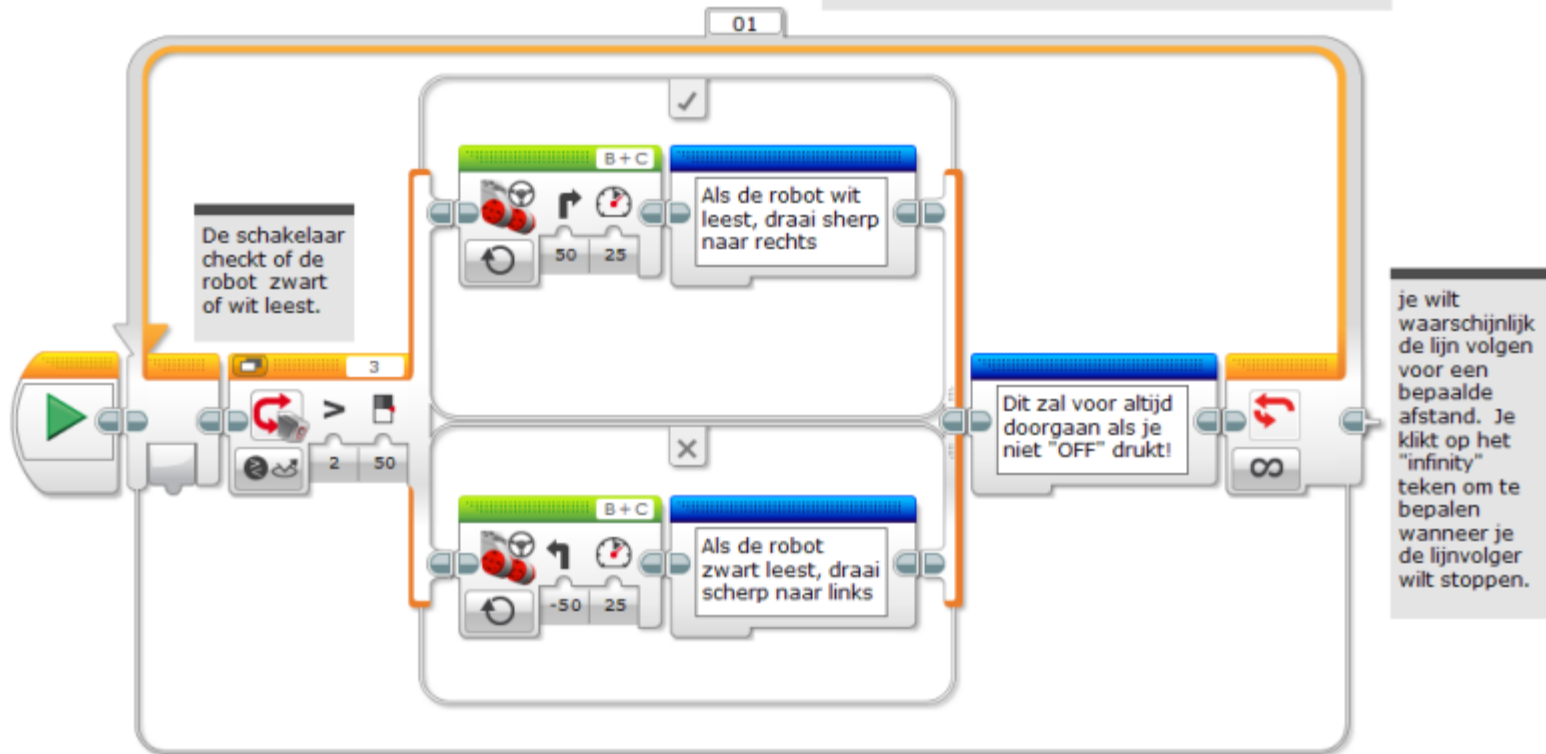 01
B + C
Als de robot wit
leest, draai sherp
naar rechts
50 25
De schakelaar
checkt of de
robot zwart
of wit leest.
3
>
2 50
Dit zal voor altijd
doorgaan als je
niet "OFF" drukt!
∞
je wilt
waarschijnlijk
de lijn volgen
voor een
bepaalde
afstand. Je
klikt op het
"infinity"
teken om te
bepalen
wanneer je
de lijnvolger
wilt stoppen.
B + C
Als de robot
zwart leest, draai
scherp naar links
-50 25